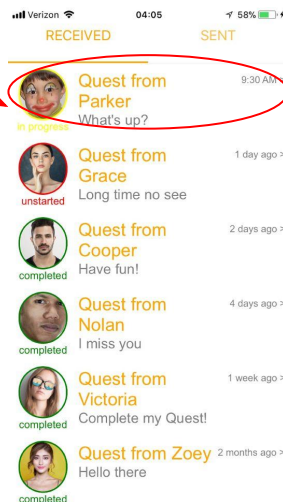 Verizon 04:05 58%
RECEIVED SENT
Quest from
Parker
9:30 AM >
What's up?
in progress
Quest from
Grace
1 day ago >
Long time no see
unstarted
Quest from
Cooper
2 days ago >
Have fun!
completed
Quest from
Nolan
4 days ago >
I miss you
completed
Quest from
Victoria
1 week ago >
Complete my Quest!
completed
Quest from Zoey 2 months ago >
Hello there
completed